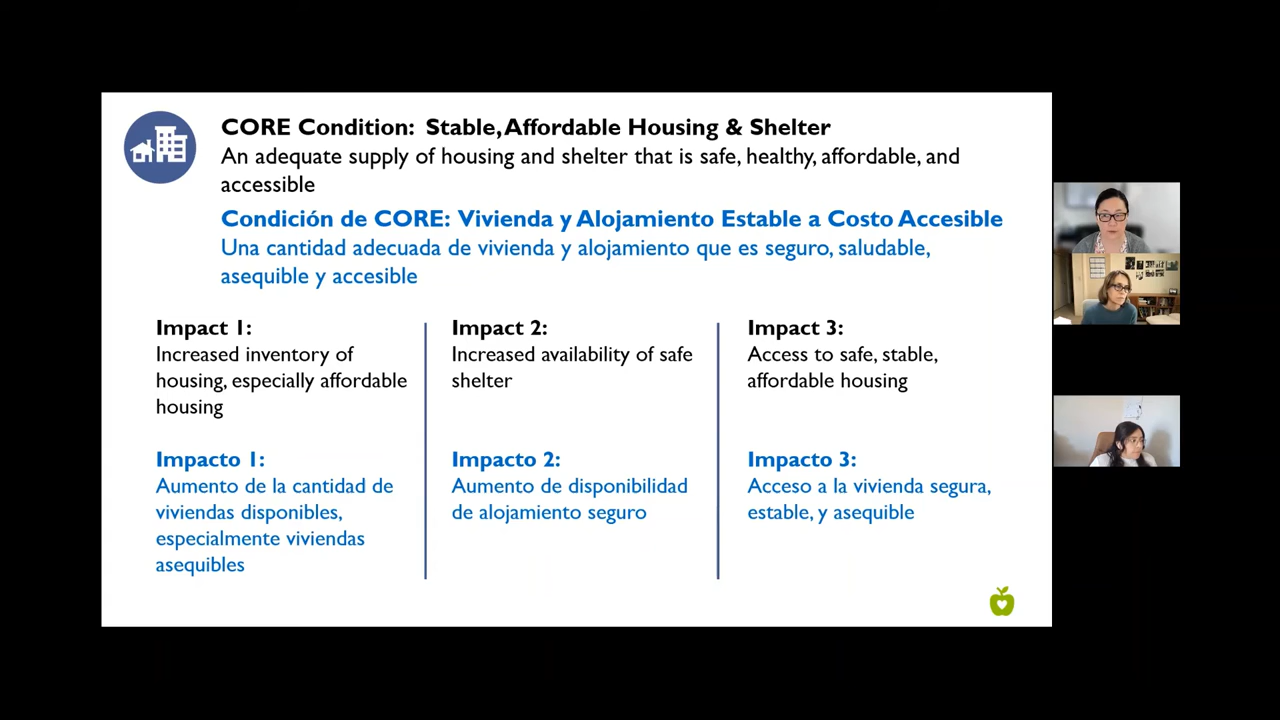 CORE Condition: Stable, Affordable Housing & Shelter
An adequate supply of housing and shelter that is safe, healthy, affordable, and
accessible
Condición de CORE: Vivienda y Alojamiento Estable a Costo Accesible
Una cantidad adecuada de vivienda y alojamiento que es seguro, saludable,
asequible y accesible
Impact 1:
Increased inventory of
housing, especially affordable
housing
Impacto 1:
Aumento de la cantidad de
viviendas disponibles,
especialmente viviendas
asequibles
Impact 2:
Increased availability of safe
shelter
Impacto 2:
Aumento de disponibilidad
de alojamiento seguro
Impact 3:
Access to safe, stable,
affordable housing
Impacto 3:
Acceso a la vivienda segura,
estable, y asequible